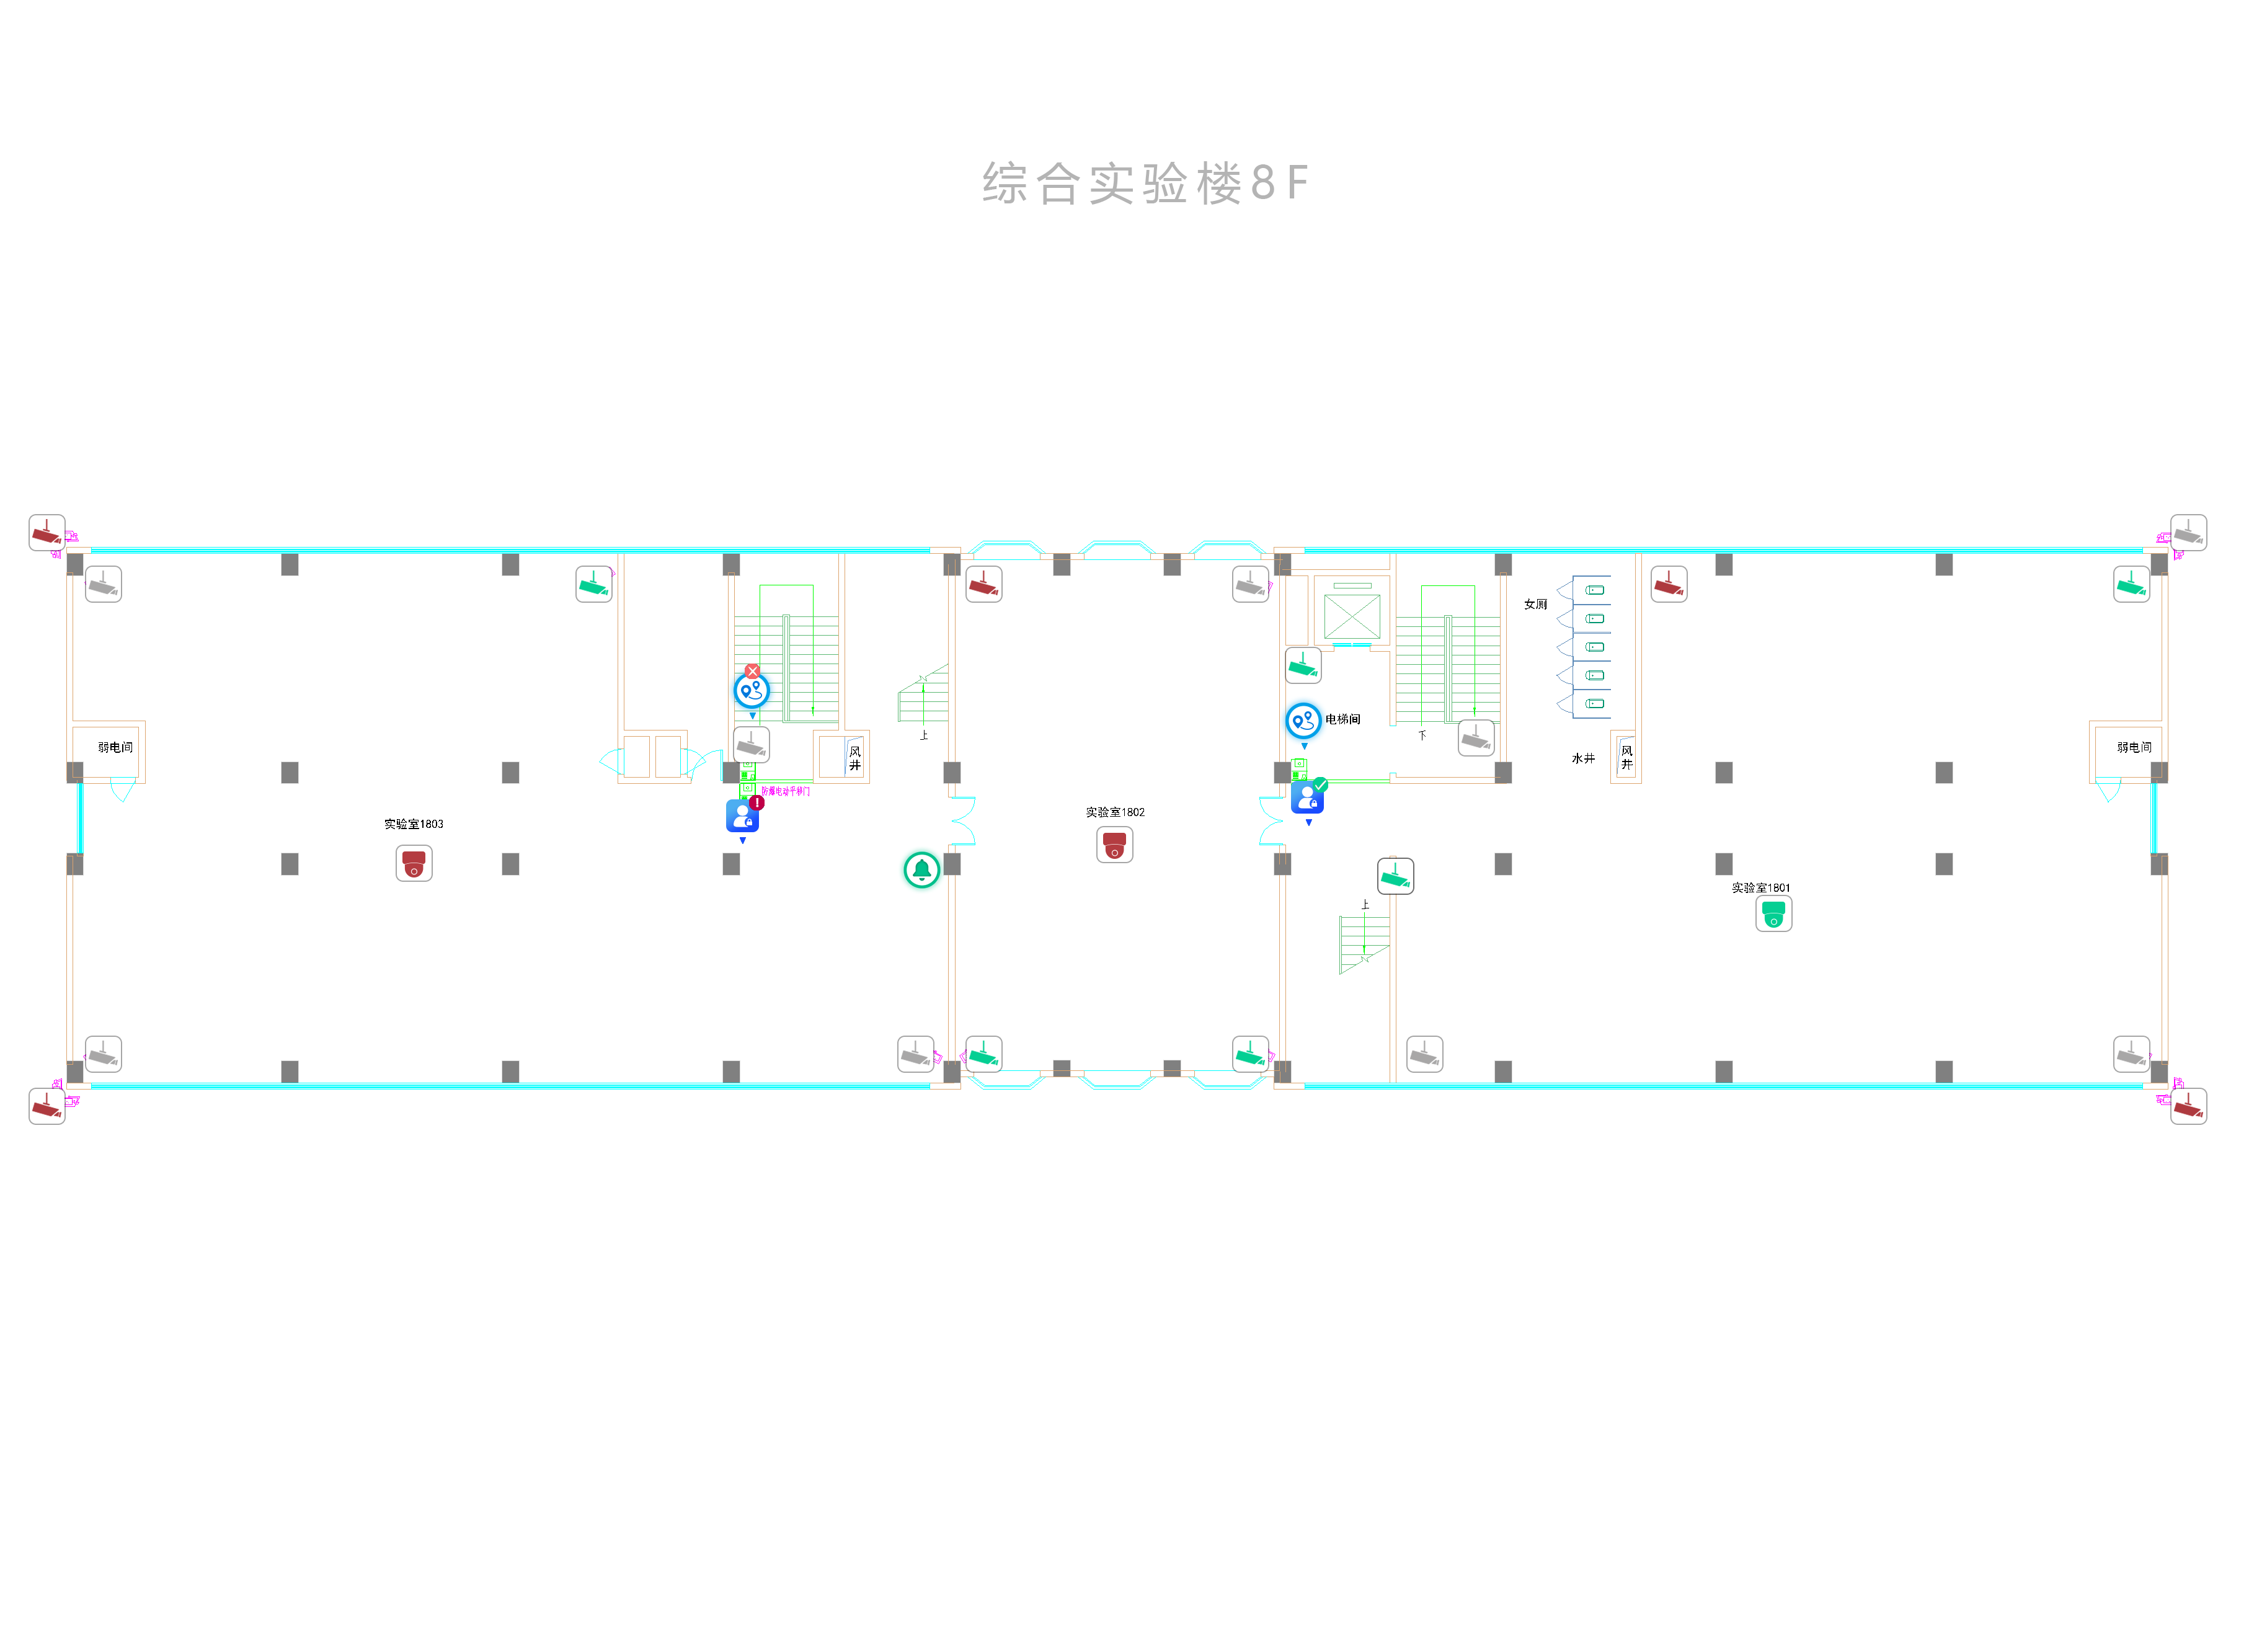 综合实验楼8F
女厕
电梯间
上
下
弱电间
风
井
水井
风
井
弱电间
防爆电动平移门
实验室1803
实验室1802
实验室1801
上